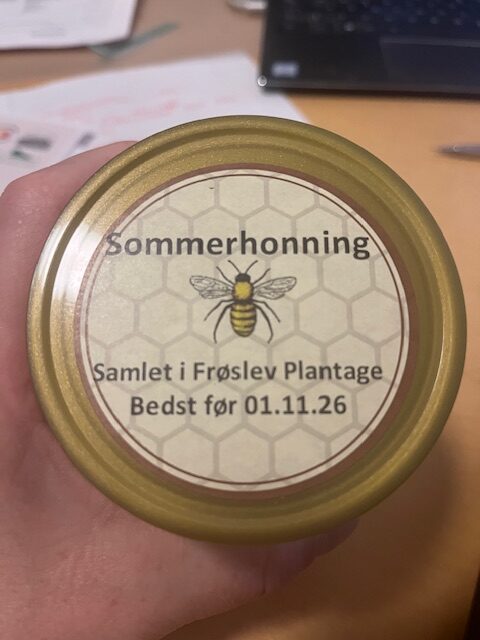 Sommerhonning
Samlet i Frøslev Plantage
Bedst før 01.11.26